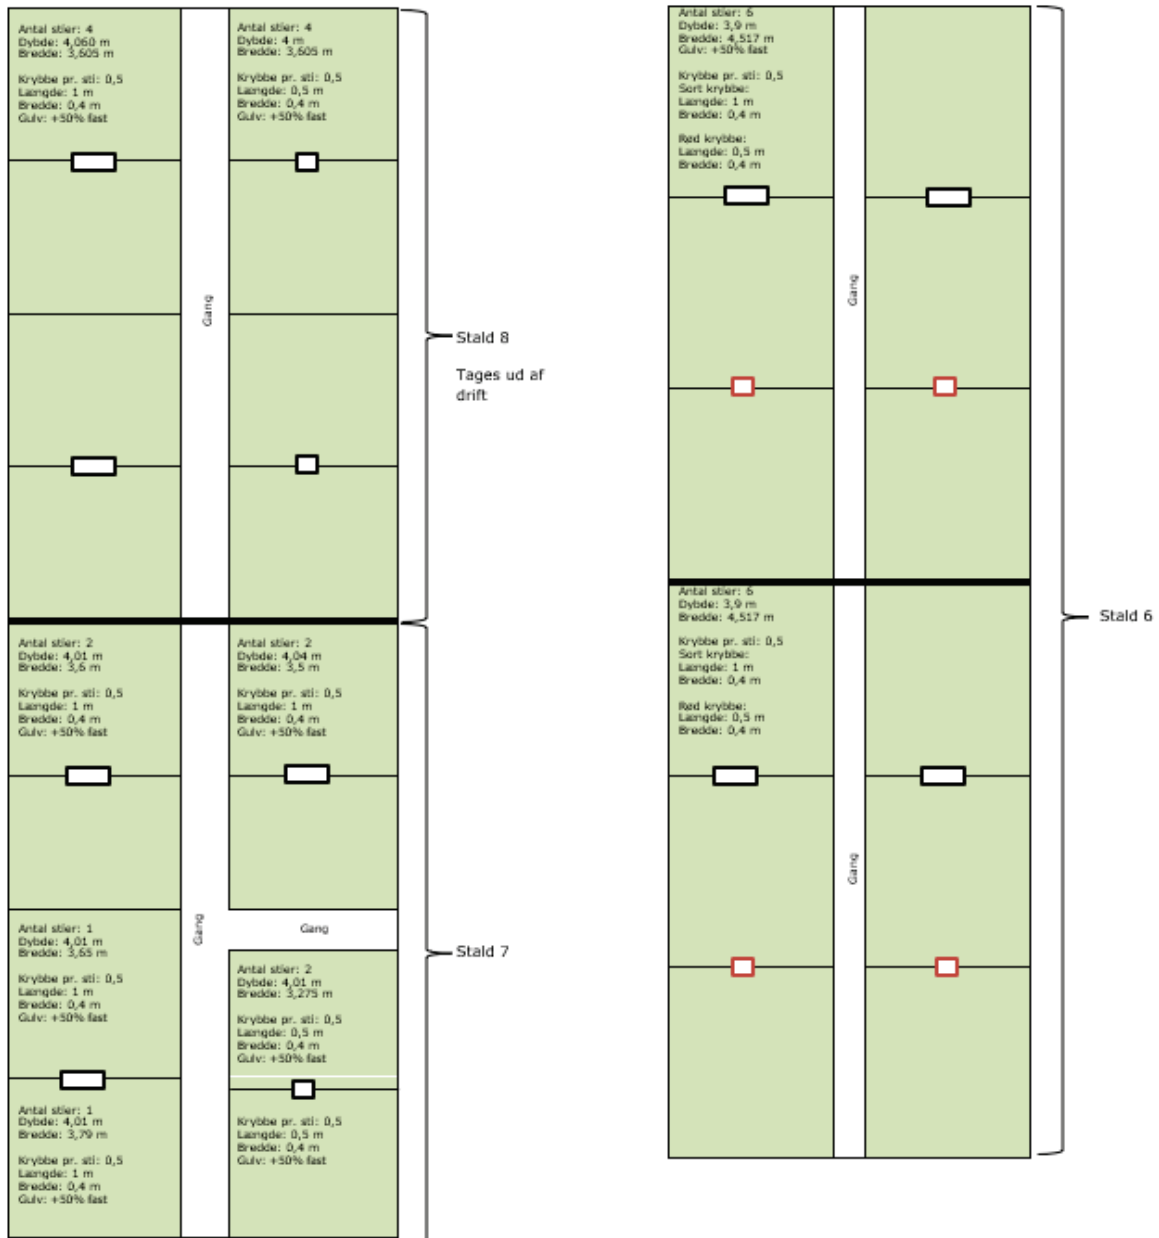 Antal stier: 4
Dybde: 4,060 m
Bredde: 3,605 m
Krybbe pr. sti: 0,5
Længde: 1 m
Bredde: 0,4 m
Gulv: +50% fast
Antal stier: 4
Dybde: 4 m
Bredde: 3,605 m
Krybbe pr. sti: 0,5
Længde: 0,5 m
Bredde: 0,4 m
Gulv: +50% fast
Gang
Stald 8
Tages ud af
drift
Antal stier: 2
Dybde: 4,01 m
Bredde: 3,6 m
Krybbe pr. sti: 0,5
Længde: 1 m
Bredde: 0,4 m
Gulv: +50% fast
Antal stier: 2
Dybde: 4,04 m
Bredde: 3,5 m
Krybbe pr. sti: 0,5
Længde: 1 m
Bredde: 0,4 m
Gulv: +50% fast
Antal stier: 1
Dybde: 4,01 m
Bredde: 3,65 m
Krybbe pr. sti: 0,5
Længde: 1 m
Bredde: 0,4 m
Gulv: +50% fast
Gang
Gang
Stald 7
Antal stier: 2
Dybde: 4,01 m
Bredde: 3,275 m
Krybbe pr. sti: 0,5
Længde: 0,5 m
Bredde: 0,4 m
Gulv: +50% fast
Antal stier: 1
Dybde: 4,01 m
Bredde: 3,79 m
Krybbe pr. sti: 0,5
Længde: 1 m
Bredde: 0,4 m
Gulv: +50% fast
Krybbe pr. sti: 0,5
Længde: 0,5 m
Bredde: 0,4 m
Gulv: +50% fast
Antal stier: 6
Dybde: 3,9 m
Bredde: 4,517 m
Gulv: +50% fast
Krybbe pr. sti: 0,5
Sort krybbe:
Længde: 1 m
Bredde: 0,4 m
Rød krybbe:
Længde: 0,5 m
Bredde: 0,4 m
Gang
Antal stier: 6
Dybde: 3,9 m
Bredde: 4,517 m
Krybbe pr. sti: 0,5
Sort krybbe:
Længde: 1 m
Bredde: 0,4 m
Rød krybbe:
Længde: 0,5 m
Bredde: 0,4 m
Gang
Stald 6